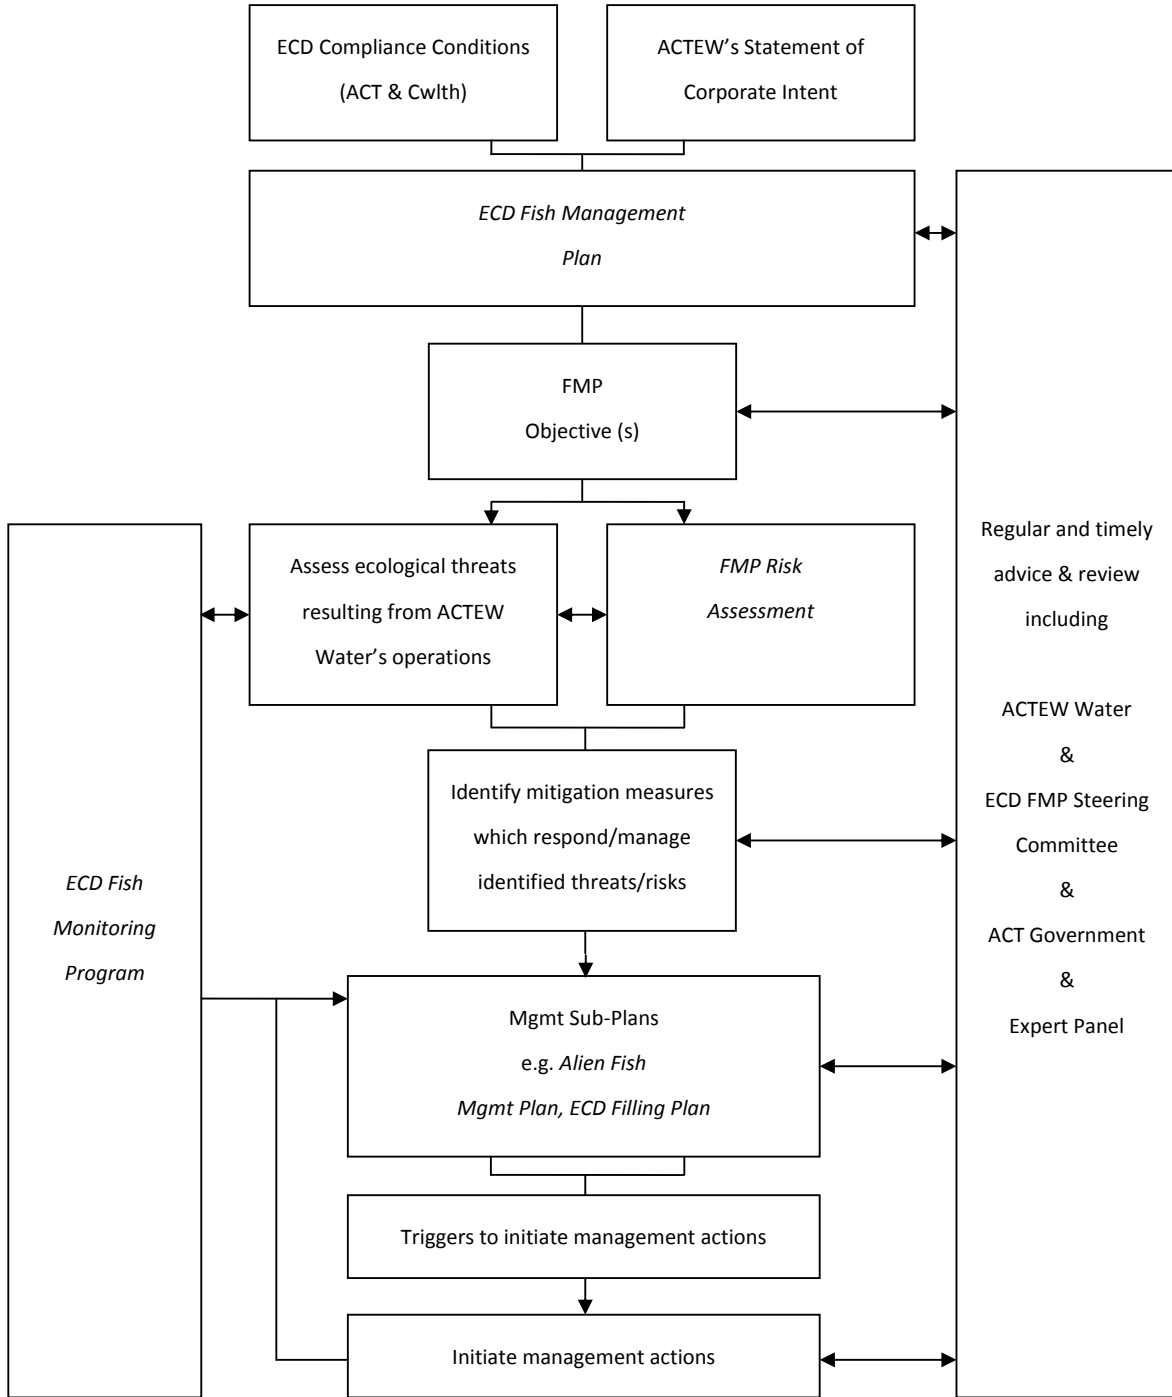 ECD Compliance Conditions
(ACT & Cwlth)
ACTEW’s Statement of
Corporate Intent
ECD Fish Management
Plan
FMP
Objective (s)
Assess ecological threats
resulting from ACTEW
Water’s operations
FMP Risk
Assessment
Identify mitigation measures
which respond/manage
identified threats/risks
ECD Fish
Monitoring
Program
Mgmt Sub-Plans
e.g. Alien Fish
Mgmt Plan, ECD Filling Plan
Triggers to initiate management actions
Initiate management actions
Regular and timely
advice & review
including
ACTEW Water
&
ECD FMP Steering
Committee
&
ACT Government
&
Expert Panel